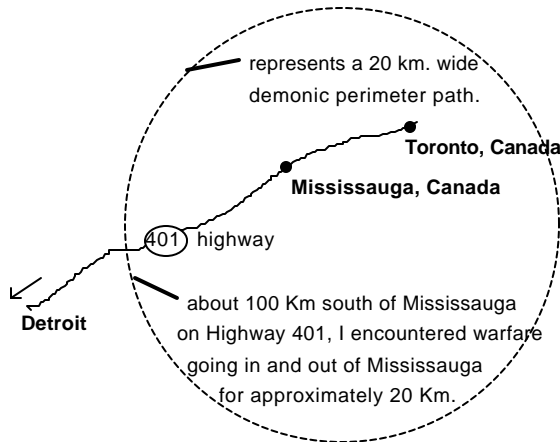 represents a 20 km. wide
demonic perimeter path.
Toronto, Canada
Mississauga, Canada
401 highway
Detroit
about 100 Km south of Mississauga
on Highway 401, I encountered warfare
going in and out of Mississauga
for approximately 20 Km.